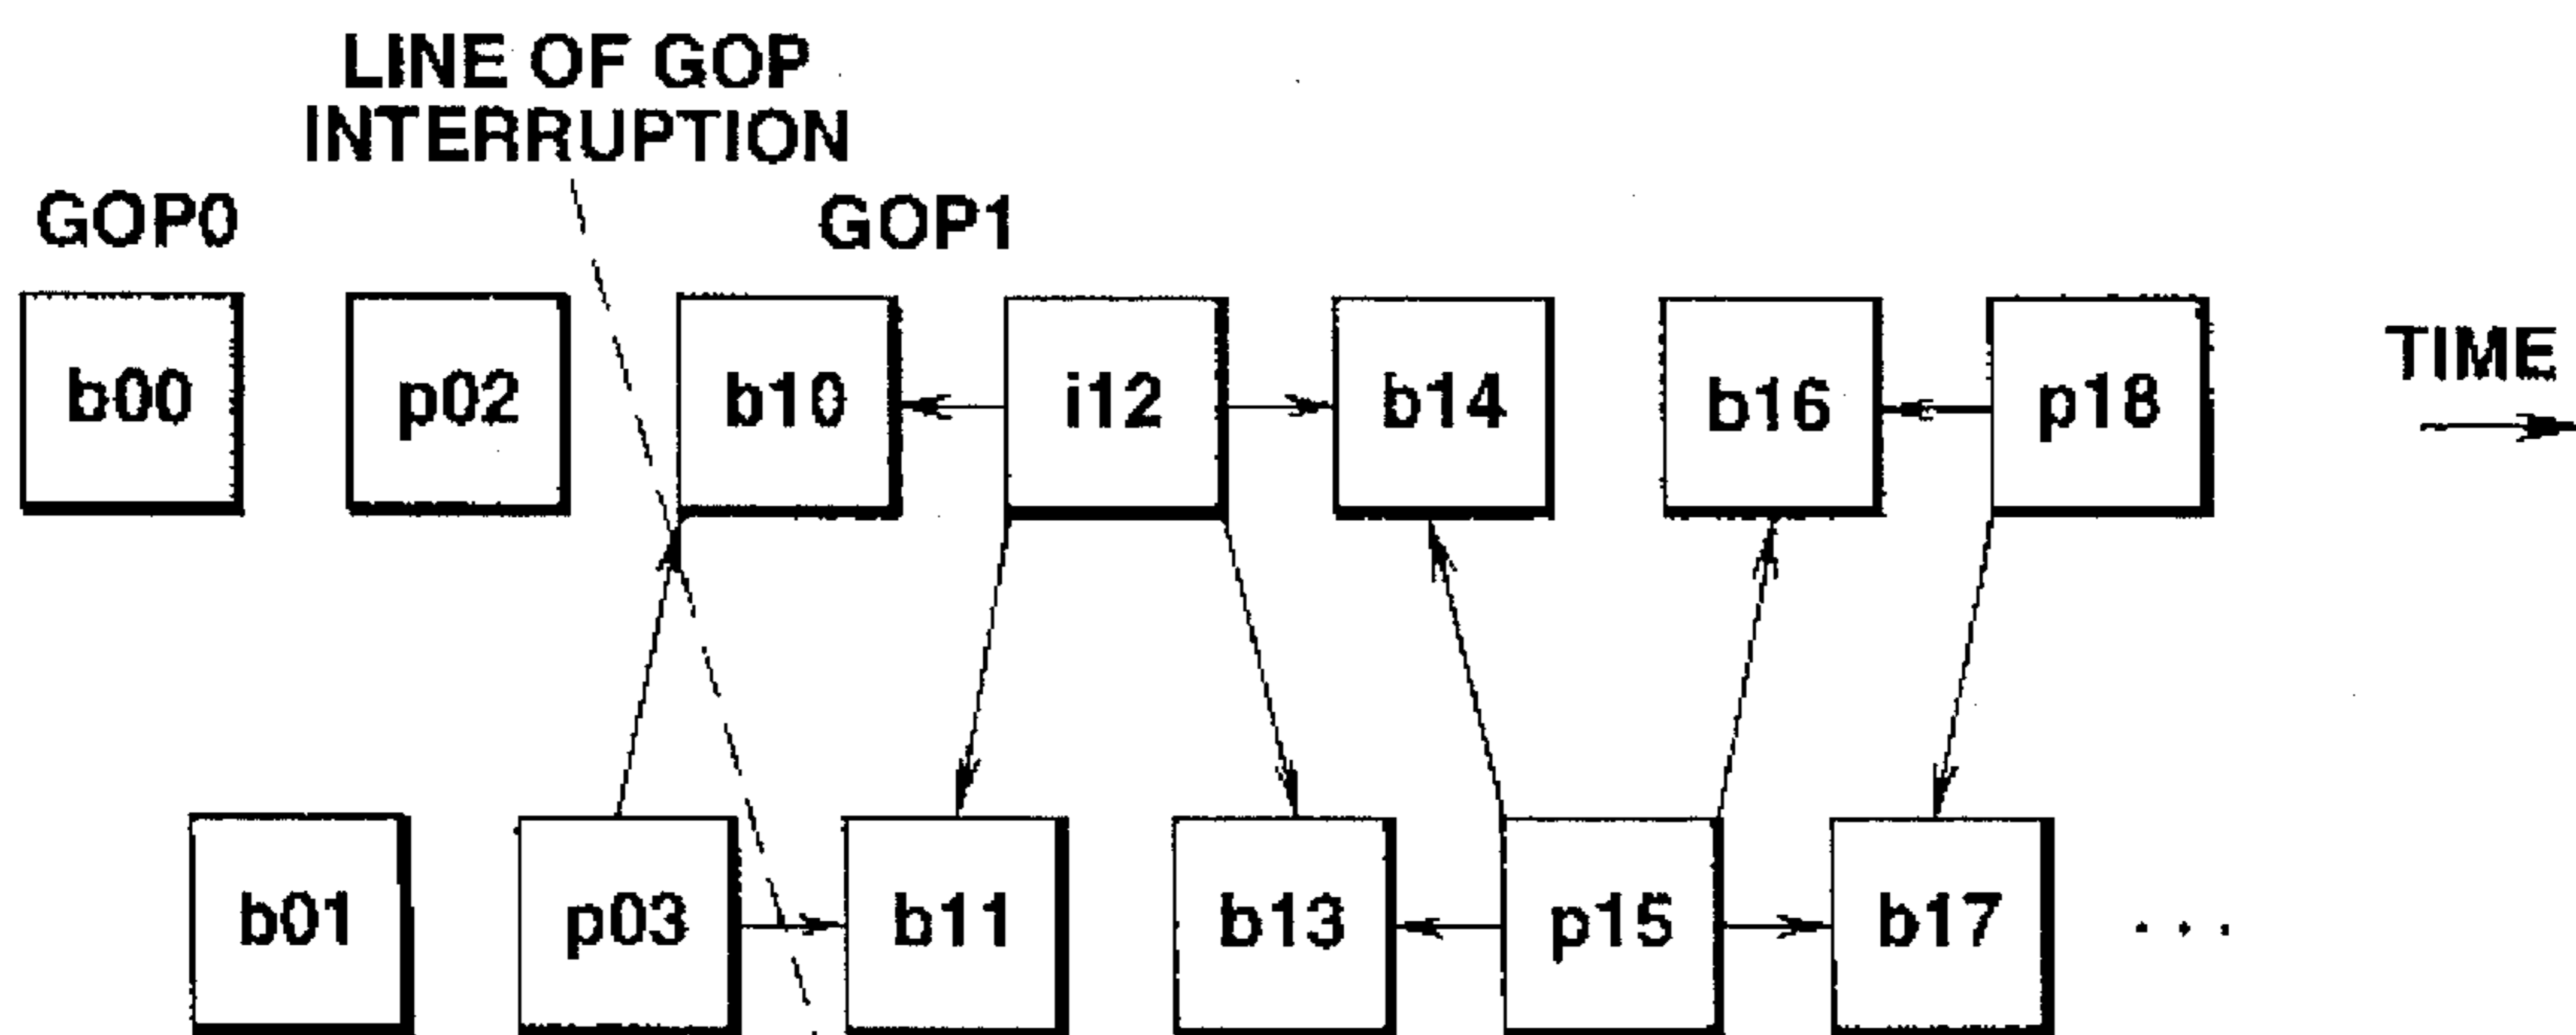 LINE OF GOP
INTERRUPTION
GOP0
GOP1
b00
p02
b10
i12
b14
b16
p18
TIME
b01
p03
b11
b13
p15
b17
...